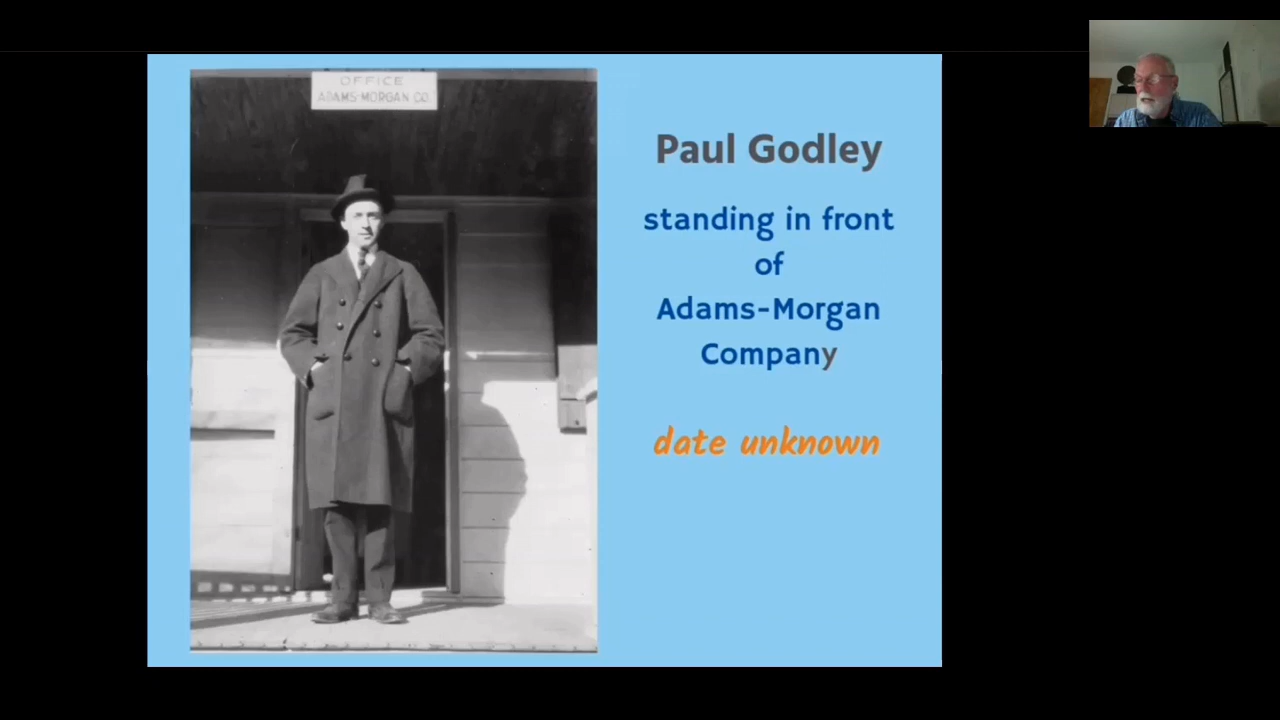 OFFICE
ADAMS-MORGAN CO.
Paul Godley
standing in front
of
Adams-Morgan
Company
date unknown